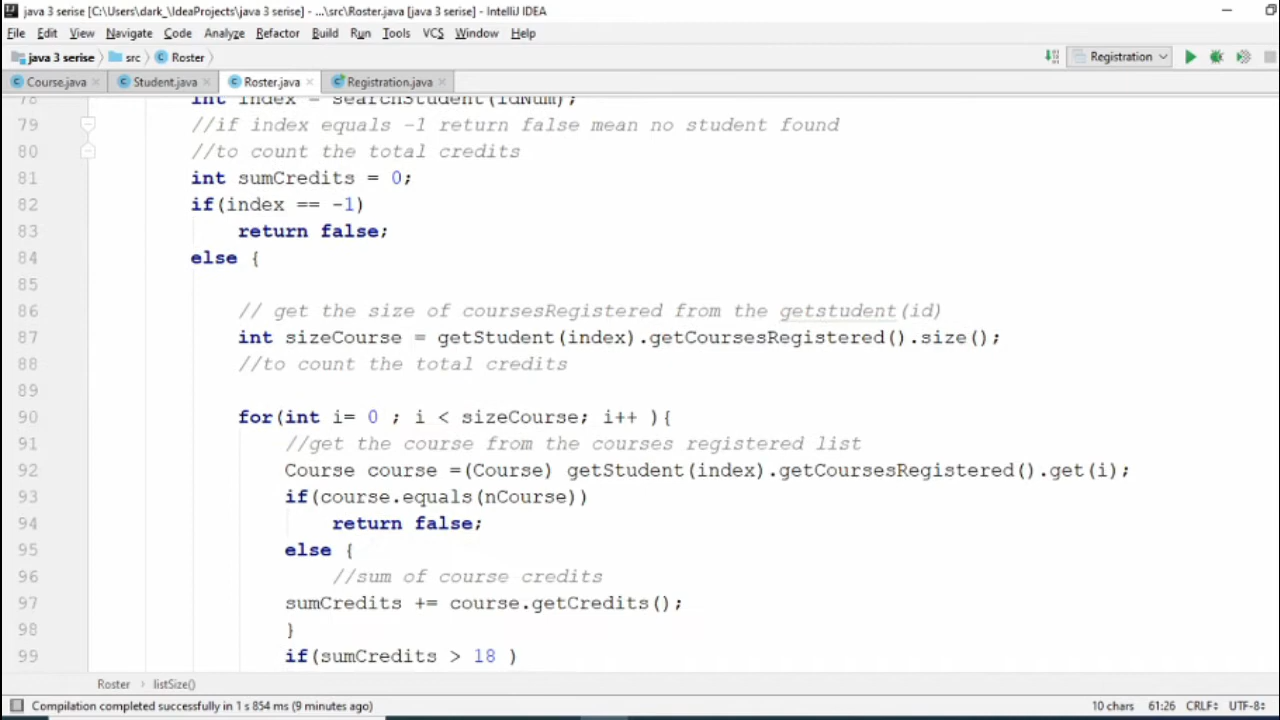 java 3 serise [C:\Users\dark_\IdeaProjects\java 3 serise] - ...\src\Roster.java [java 3 serise] - IntelliJ IDEA
File Edit View Navigate Code Analyze Refactor Build Run Tools VCS Window Help
java 3 serise src Roster Registration
Course.java Student.java Roster.java Registration.java
78 int index = searchStudent(idNum);
79 //if index equals -1 return false mean no student found
80 //to count the total credits
81 int sumCredits = 0;
82 if(index == -1)
83 return false;
84 else {
85
86 // get the size of coursesRegistered from the getstudent(id)
87 int sizeCourse = getStudent(index).getCoursesRegistered().size();
88 //to count the total credits
89
90 for(int i= 0 ; i < sizeCourse; i++ ){
91 //get the course from the courses registered list
92 Course course =(Course) getStudent(index).getCoursesRegistered().get(i);
93 if(course.equals(nCourse))
94 return false;
95 else {
96 //sum of course credits
97 sumCredits += course.getCredits();
98 }
99 if(sumCredits > 18 )
Roster listSize()
Compilation completed successfully in 1 s 854 ms (9 minutes ago) 10 chars 61:26 CRLF UTF-8